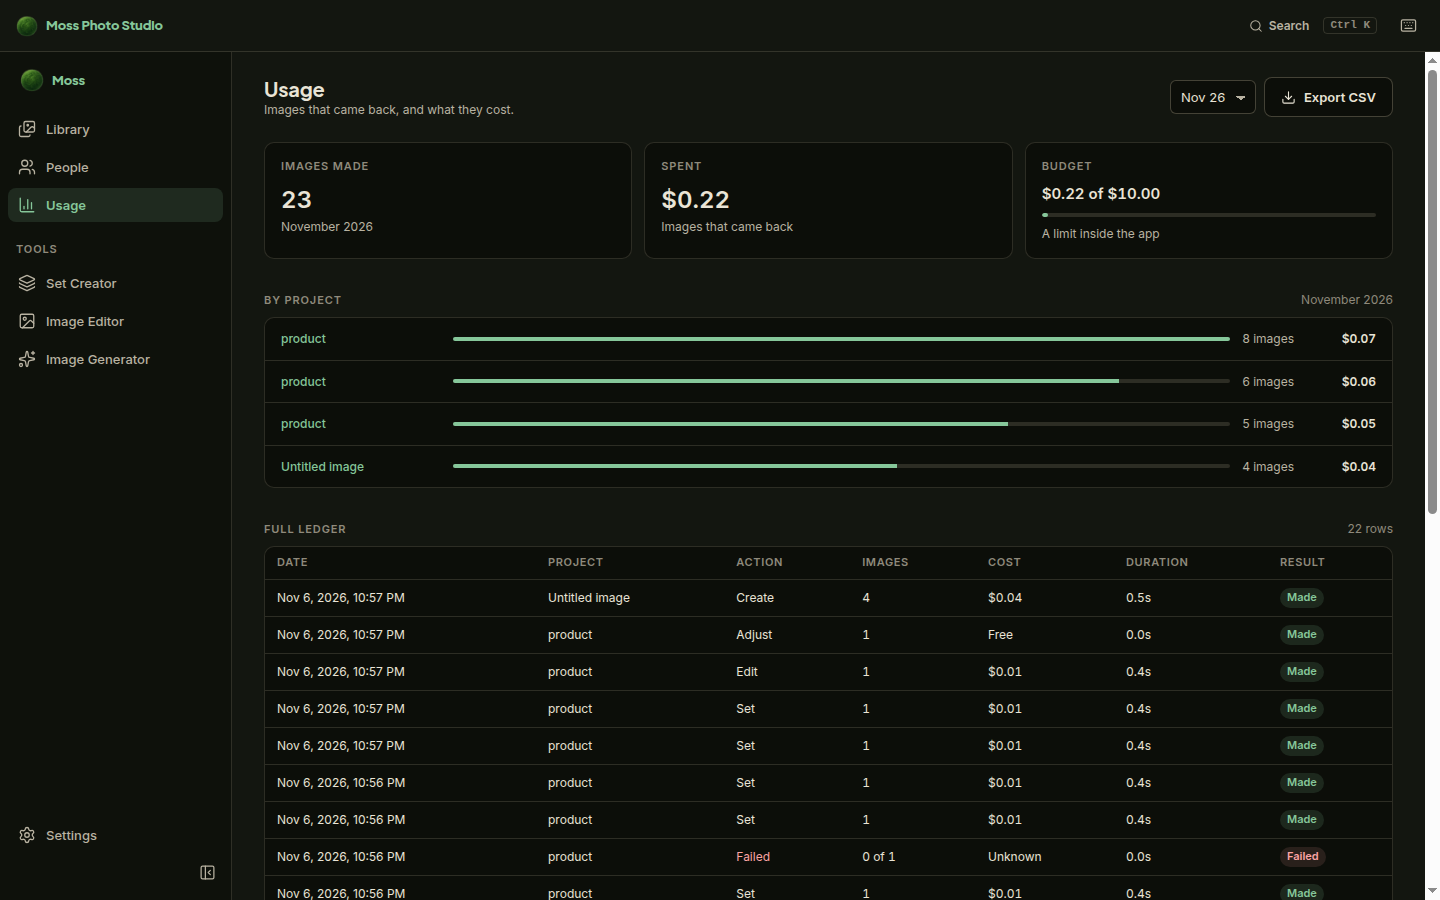 Moss Photo Studio
Search Ctrl K
Moss
Library
People
Usage
TOOLS
Set Creator
Image Editor
Image Generator
Settings
Usage
Images that came back, and what they cost.
Nov 26
Export CSV
IMAGES MADE
23
November 2026
SPENT
$0.22
Images that came back
BUDGET
$0.22 of $10.00
A limit inside the app
BY PROJECT November 2026
product 8 images $0.07
product 6 images $0.06
product 5 images $0.05
Untitled image 4 images $0.04
FULL LEDGER 22 rows
DATE PROJECT ACTION IMAGES COST DURATION RESULT
Nov 6, 2026, 10:57 PM Untitled image Create 4 $0.04 0.5s Made
Nov 6, 2026, 10:57 PM product Adjust 1 Free 0.0s Made
Nov 6, 2026, 10:57 PM product Edit 1 $0.01 0.4s Made
Nov 6, 2026, 10:57 PM product Set 1 $0.01 0.4s Made
Nov 6, 2026, 10:57 PM product Set 1 $0.01 0.4s Made
Nov 6, 2026, 10:56 PM product Set 1 $0.01 0.4s Made
Nov 6, 2026, 10:56 PM product Set 1 $0.01 0.4s Made
Nov 6, 2026, 10:56 PM product Failed 0 of 1 Unknown 0.0s Failed
Nov 6, 2026, 10:56 PM product Set 1 $0.01 0.4s Made